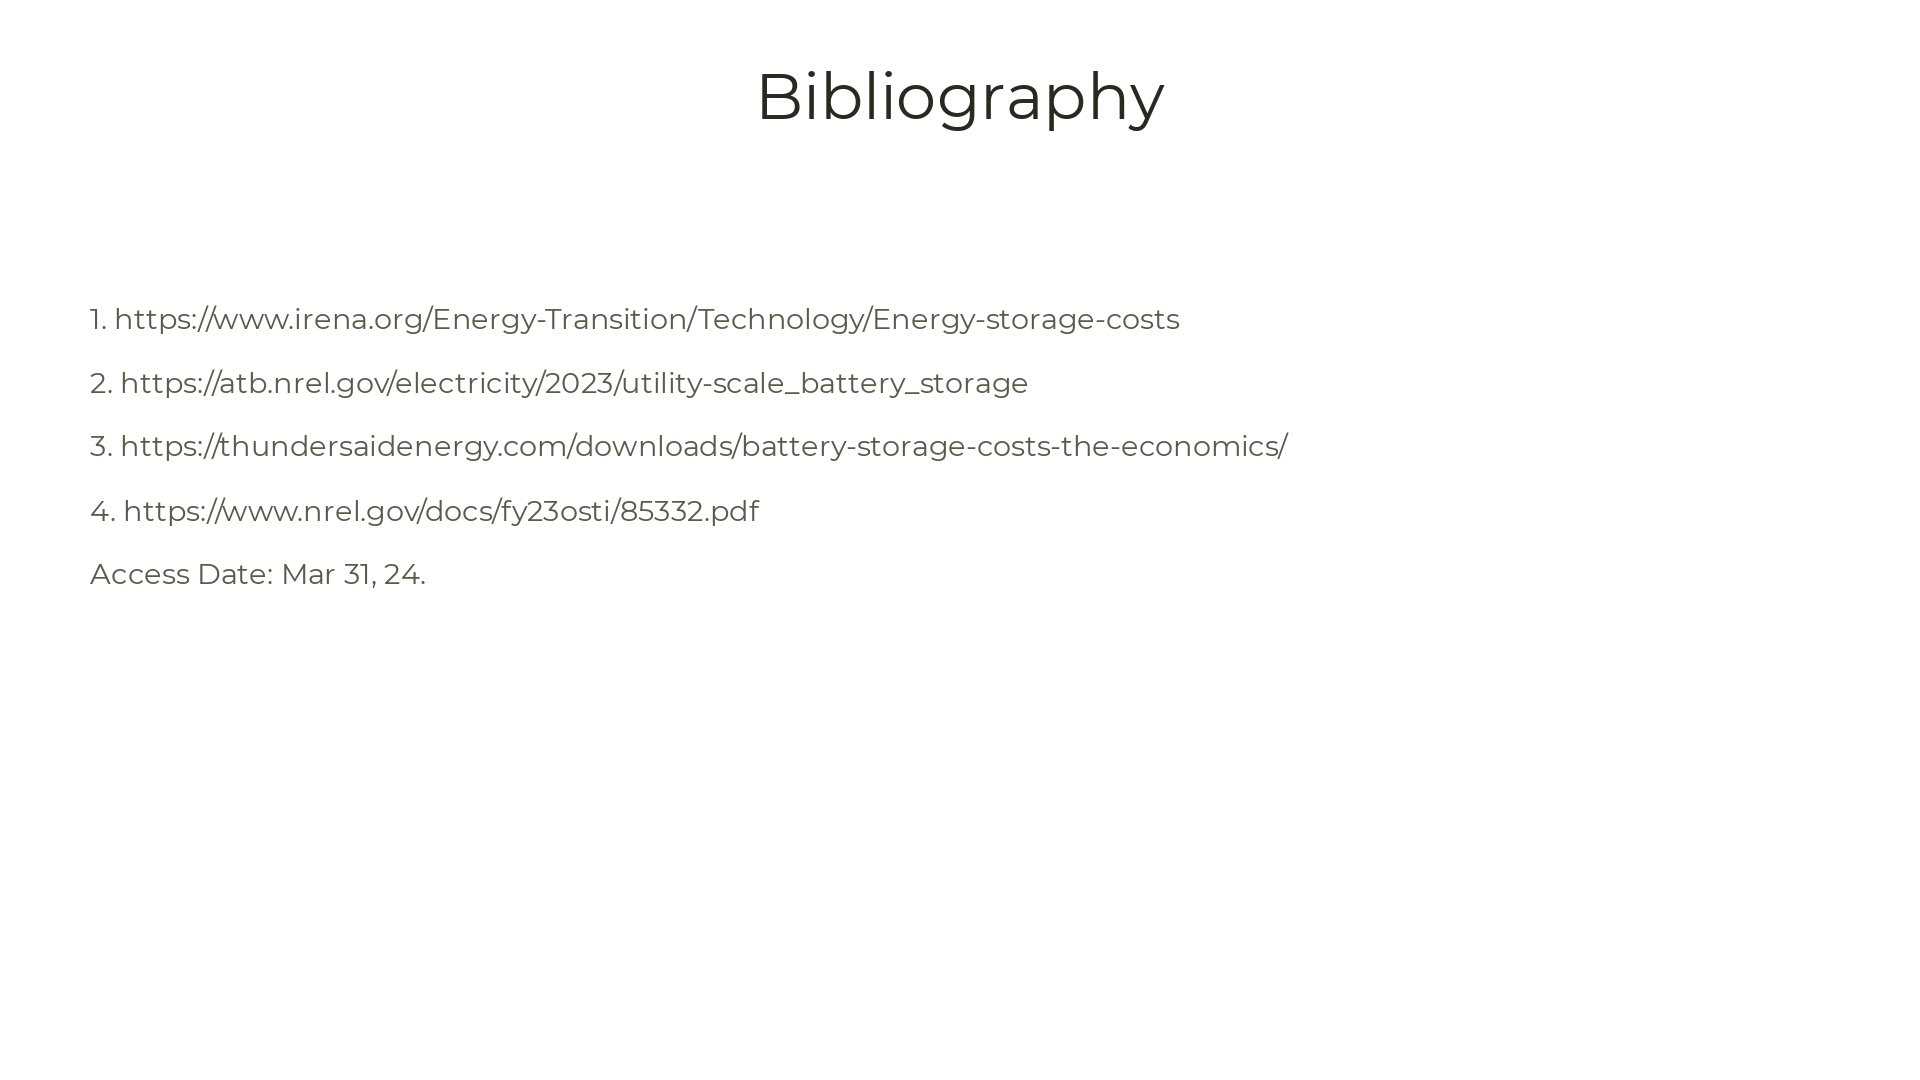 Bibliography
1. https://www.irena.org/Energy-Transition/Technology/Energy-storage-costs
2. https://atb.nrel.gov/electricity/2023/utility-scale_battery_storage
3. https://thundersaidenergy.com/downloads/battery-storage-costs-the-economics/
4. https://www.nrel.gov/docs/fy23osti/85332.pdf
Access Date: Mar 31, 24.